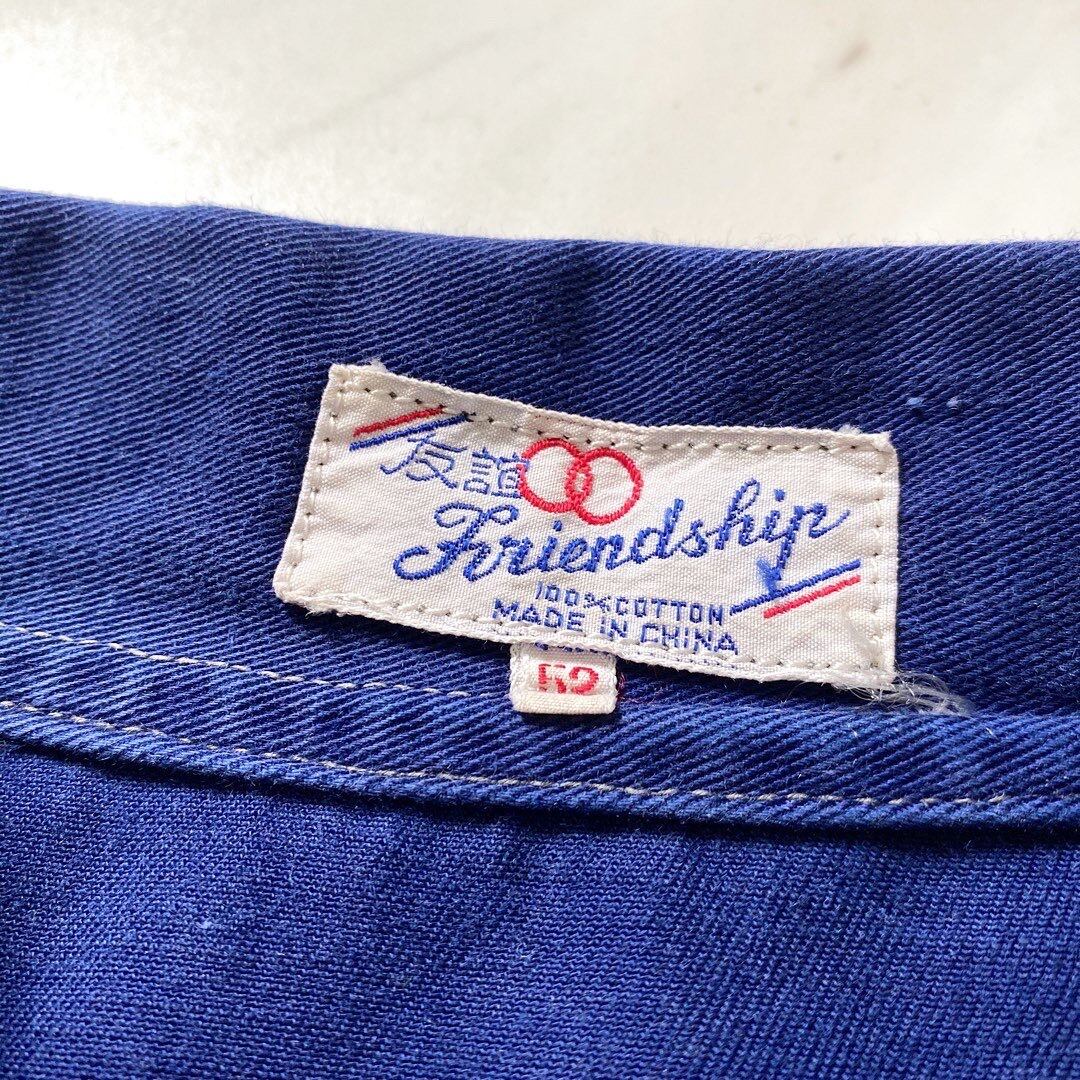 友誼
Friendship
100%COTTON
MADE IN CHINA
52